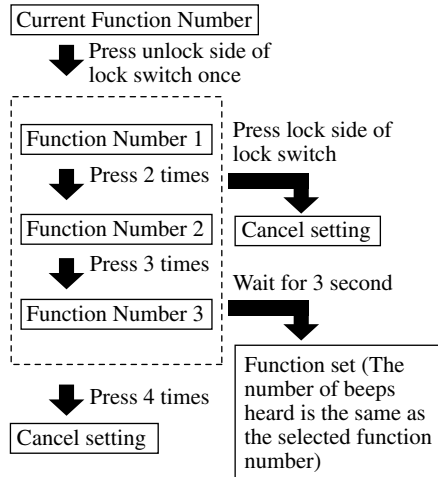 Current Function Number
Press unlock side of
lock switch once
Function Number 1
Press lock side of
lock switch
Press 2 times
Function Number 2
Cancel setting
Press 3 times
Wait for 3 second
Function Number 3
Function set (The
number of beeps
heard is the same as
the selected function
number)
Press 4 times
Cancel setting